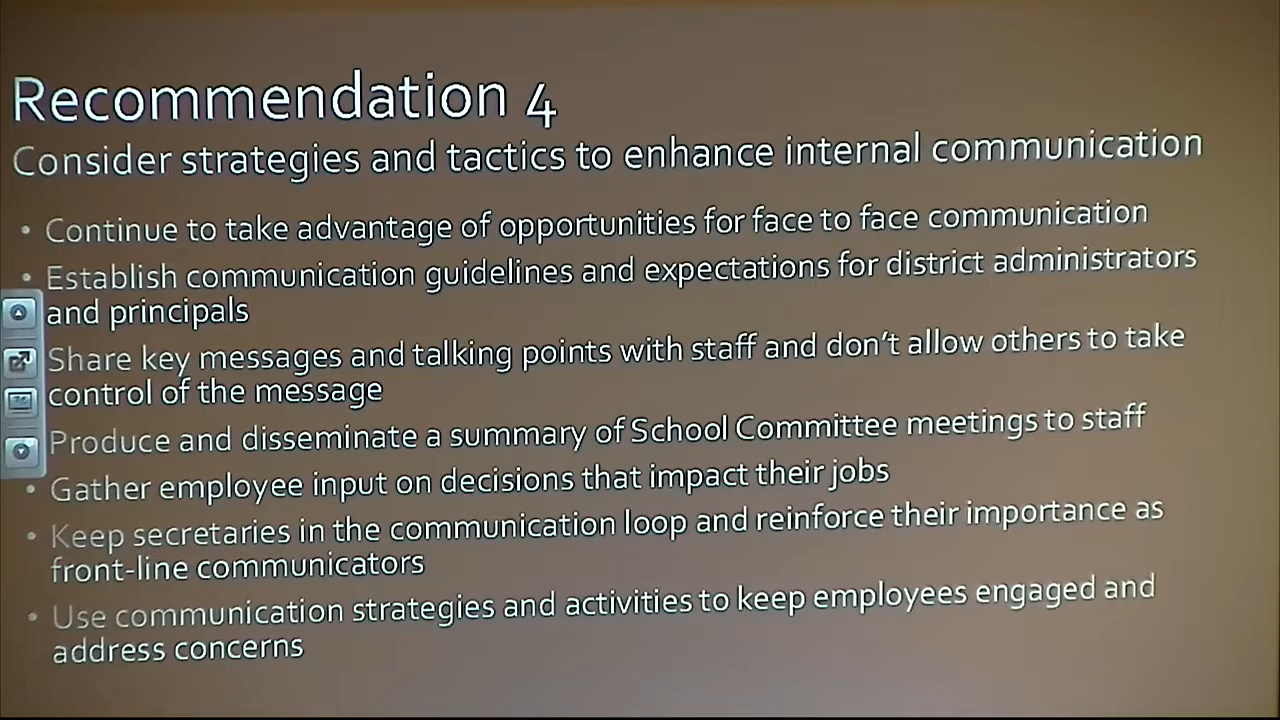 Recommendation 4
Consider strategies and tactics to enhance internal communication
• Continue to take advantage of opportunities for face to face communication
• Establish communication guidelines and expectations for district administrators
and principals
Share key messages and talking points with staff and don't allow others to take
control of the message
Produce and disseminate a summary of School Committee meetings to staff
• Gather employee input on decisions that impact their jobs
• Keep secretaries in the communication loop and reinforce their importance as
front-line communicators
• Use communication strategies and activities to keep employees engaged and
address concerns